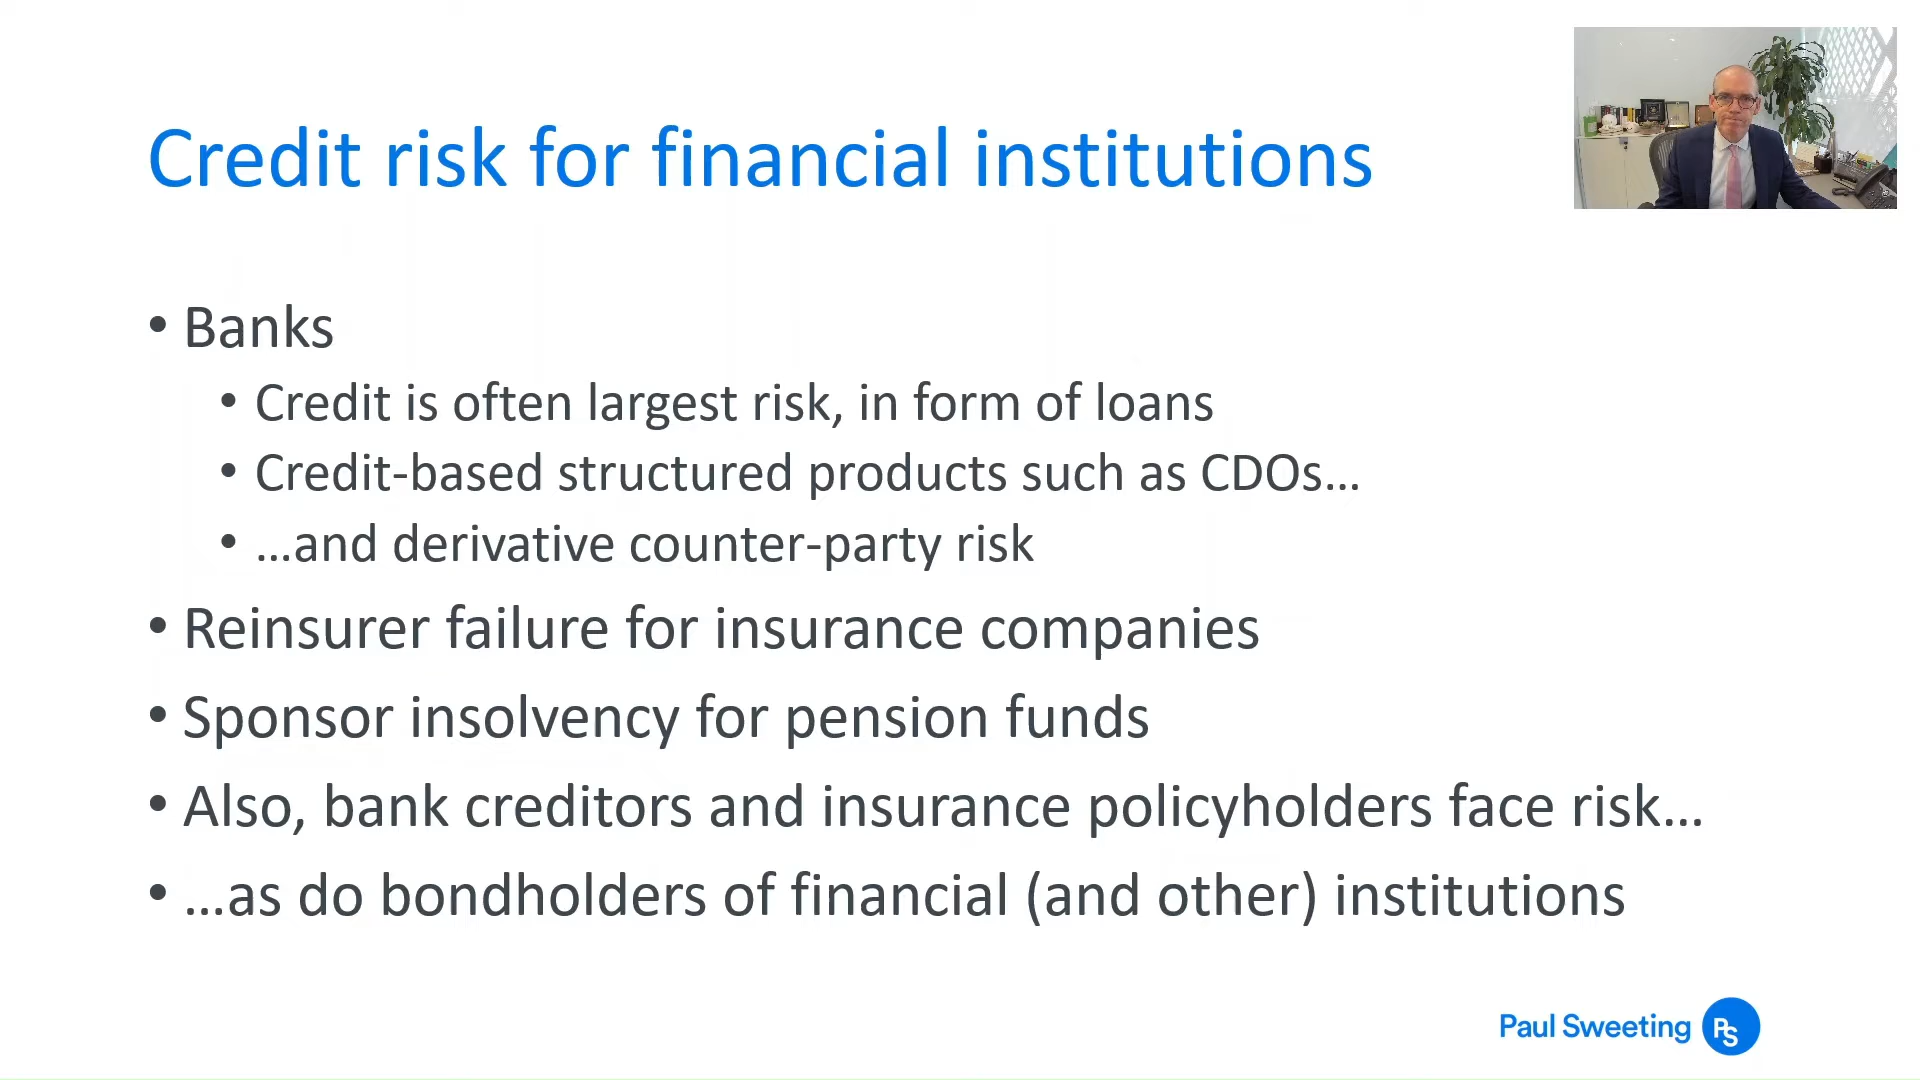 Credit risk for financial institutions
• Banks
• Credit is often largest risk, in form of loans
• Credit-based structured products such as CDOs...
• ...and derivative counter-party risk
• Reinsurer failure for insurance companies
• Sponsor insolvency for pension funds
• Also, bank creditors and insurance policyholders face risk...
• ...as do bondholders of financial (and other) institutions
Paul Sweeting PS